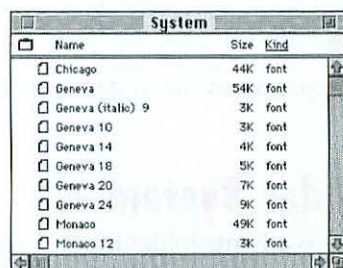 System
Name Size Kind
Chicago 44K font
Geneva 54K font
Geneva (italic) 9 3K font
Geneva 10 3K font
Geneva 14 4K font
Geneva 18 5K font
Geneva 20 7K font
Geneva 24 9K font
Monaco 49K font
Monaco 12 3K font